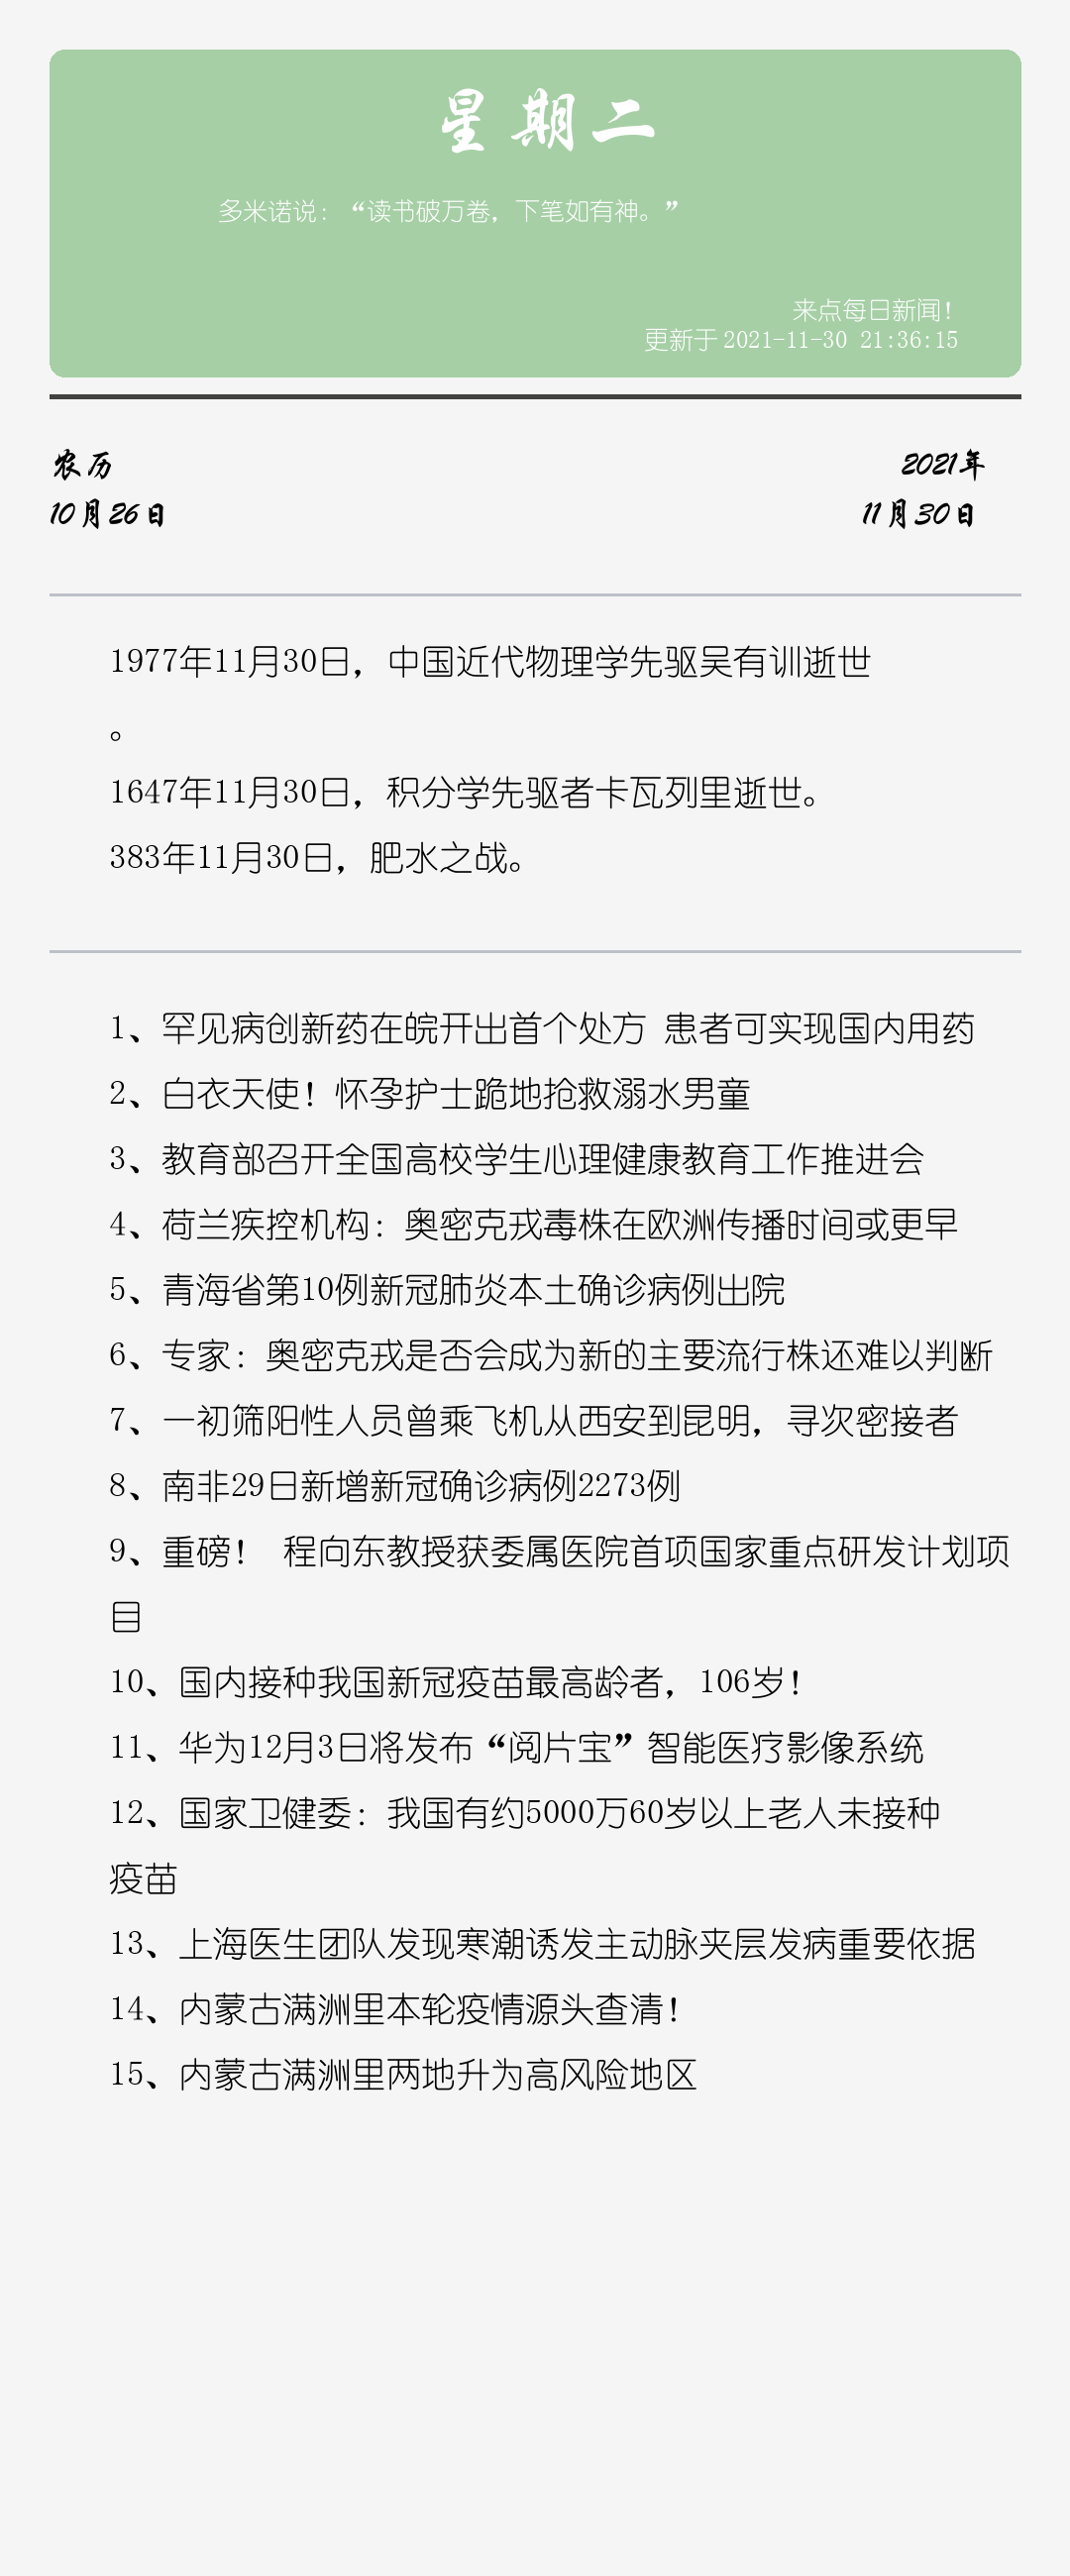 星期二
多米诺说：“读书破万卷，下笔如有神。”
来点每日新闻！
更新于 2021-11-30 21:36:15
农历
10月26日
2021年
11月30日
1977年11月30日，中国近代物理学先驱吴有训逝世
。
1647年11月30日，积分学先驱者卡瓦列里逝世。
383年11月30日，肥水之战。
1、罕见病创新药在皖开出首个处方 患者可实现国内用药
2、白衣天使！怀孕护士跪地抢救溺水男童
3、教育部召开全国高校学生心理健康教育工作推进会
4、荷兰疾控机构：奥密克戎毒株在欧洲传播时间或更早
5、青海省第10例新冠肺炎本土确诊病例出院
6、专家：奥密克戎是否会成为新的主要流行株还难以判断
7、一初筛阳性人员曾乘飞机从西安到昆明，寻次密接者
8、南非29日新增新冠确诊病例2273例
9、重磅！ 程向东教授获委属医院首项国家重点研发计划项
目
10、国内接种我国新冠疫苗最高龄者，106岁！
11、华为12月3日将发布“阅片宝”智能医疗影像系统
12、国家卫健委：我国有约5000万60岁以上老人未接种
疫苗
13、上海医生团队发现寒潮诱发主动脉夹层发病重要依据
14、内蒙古满洲里本轮疫情源头查清！
15、内蒙古满洲里两地升为高风险地区